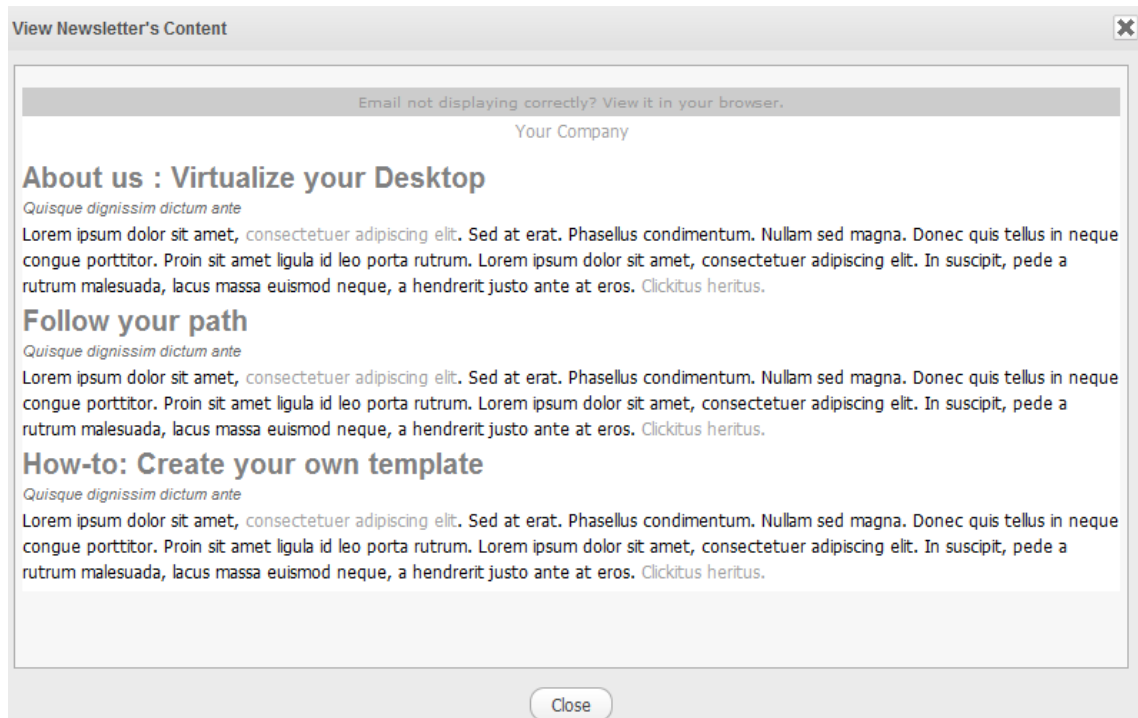 View Newsletter's Content
Email not displaying correctly? View it in your browser.
Your Company
About us : Virtualize your Desktop
Quisque dignissim dictum ante
Lorem ipsum dolor sit amet, consectetuer adipiscing elit. Sed at erat. Phasellus condimentum. Nullam sed magna. Donec quis tellus in neque
congue porttitor. Proin sit amet ligula id leo porta rutrum. Lorem ipsum dolor sit amet, consectetuer adipiscing elit. In suscipit, pede a
rutrum malesuada, lacus massa euismod neque, a hendrerit justo ante at eros. Clickitus heritus.
Follow your path
Quisque dignissim dictum ante
Lorem ipsum dolor sit amet, consectetuer adipiscing elit. Sed at erat. Phasellus condimentum. Nullam sed magna. Donec quis tellus in neque
congue porttitor. Proin sit amet ligula id leo porta rutrum. Lorem ipsum dolor sit amet, consectetuer adipiscing elit. In suscipit, pede a
rutrum malesuada, lacus massa euismod neque, a hendrerit justo ante at eros. Clickitus heritus.
How-to: Create your own template
Quisque dignissim dictum ante
Lorem ipsum dolor sit amet, consectetuer adipiscing elit. Sed at erat. Phasellus condimentum. Nullam sed magna. Donec quis tellus in neque
congue porttitor. Proin sit amet ligula id leo porta rutrum. Lorem ipsum dolor sit amet, consectetuer adipiscing elit. In suscipit, pede a
rutrum malesuada, lacus massa euismod neque, a hendrerit justo ante at eros. Clickitus heritus.
Close